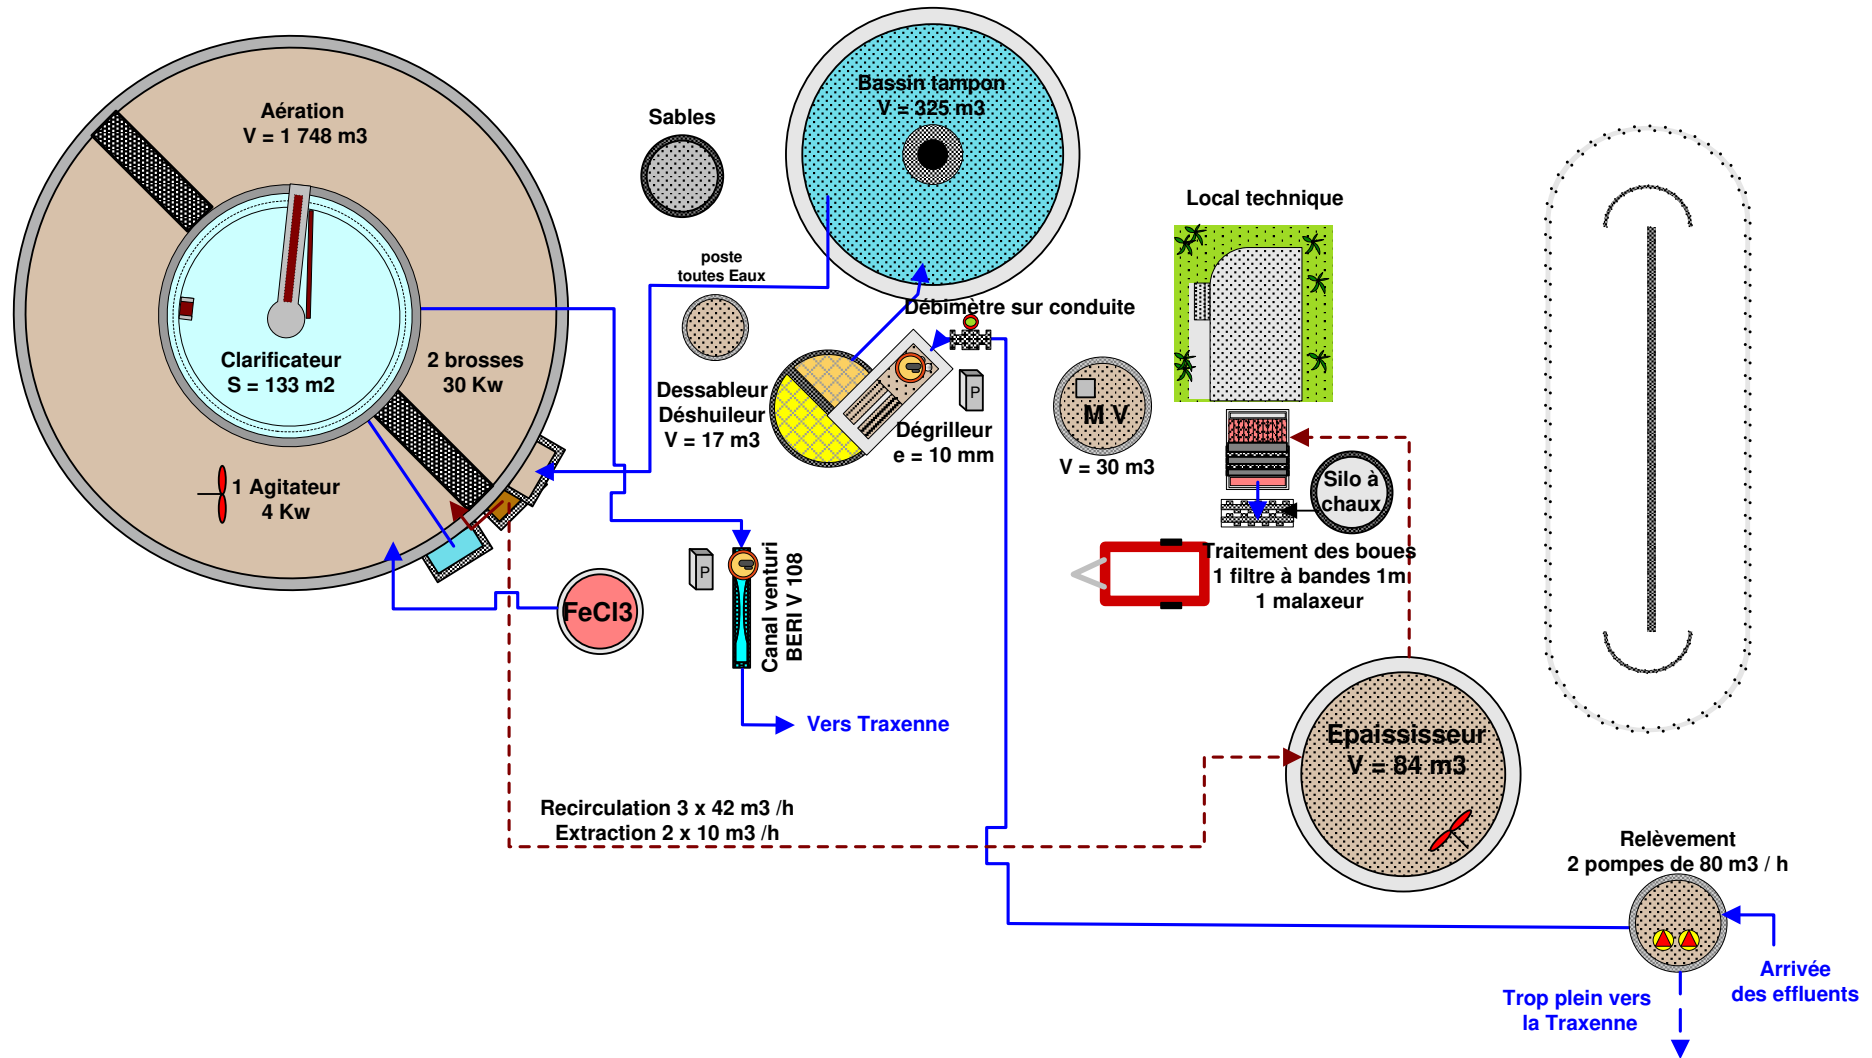 Aération
V = 1 748 m3
Clarificateur
S = 133 m2
2 brosses
30 Kw
1 Agitateur
4 Kw
Sables
poste
toutes Eaux
Bassin tampon
V = 325 m3
Débimètre sur conduite
Dessableur
Déshuileur
V = 17 m3
P
Dégrilleur
e = 10 mm
M V
V = 30 m3
Local technique
Silo à
chaux
Traitement des boues
1 filtre à bandes 1m
1 malaxeur
FeCl3
P
Canal venturi
BERI V 108
Vers Traxenne
Epaississeur
V = 84 m3
Recirculation 3 x 42 m3 /h
Extraction 2 x 10 m3 /h
Relèvement
2 pompes de 80 m3 / h
Arrivée
des effluents
Trop plein vers
la Traxenne